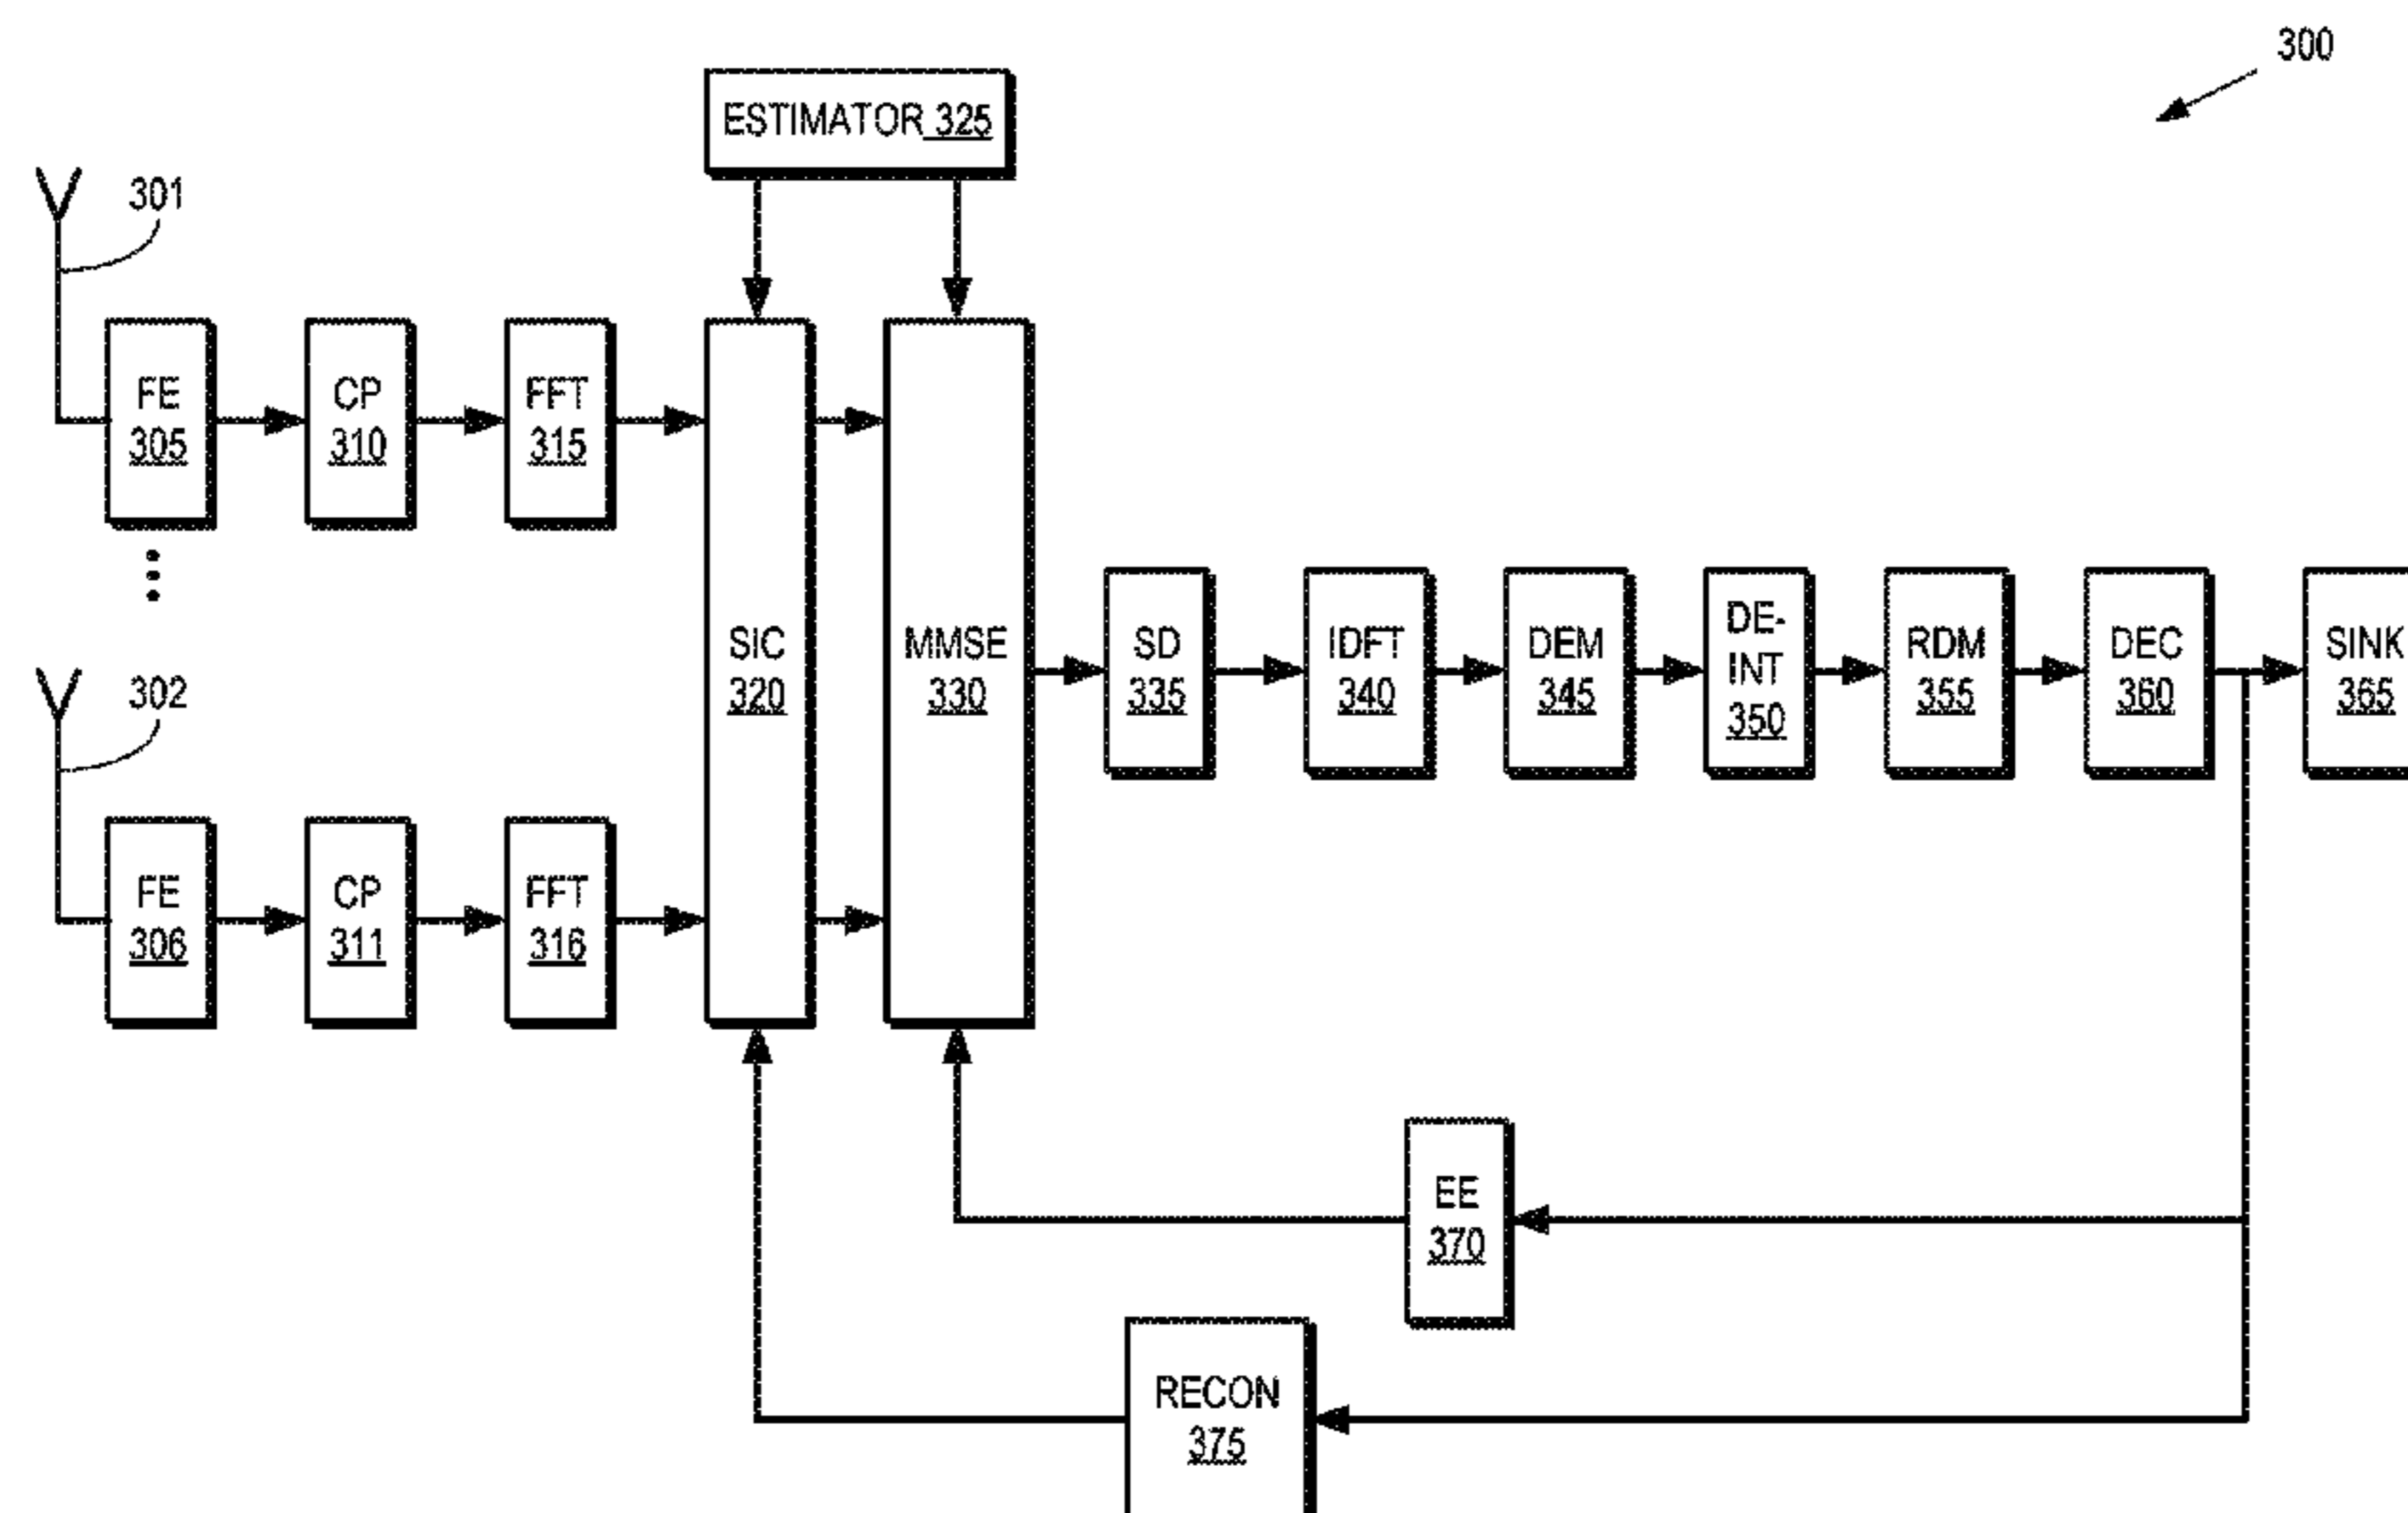 300
ESTIMATOR 325
301
FE
305
CP
310
FFT
315
302
FE
306
CP
311
FFT
316
SIC
320
MMSE
330
SD
335
IDFT
340
DEM
345
DE-
INT
350
RDM
355
DEC
360
SINK
365
EE
370
RECON
375